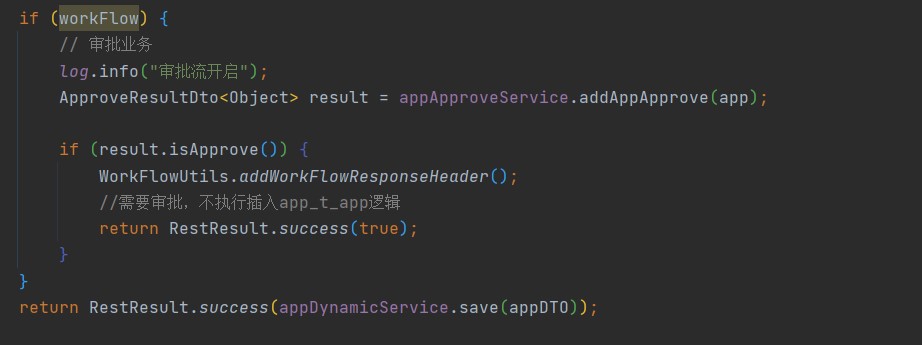 if (workFlow) {
// 审批业务
log.info("审批流开启");
ApproveResultDto<Object> result = appApproveService.addAppApprove(app);
if (result.isApprove()) {
WorkFlowUtils.addWorkFlowResponseHeader();
//需要审批，不执行插入app_t_app逻辑
return RestResult.success(true);
}
}
return RestResult.success(appDynamicService.save(appDTO));